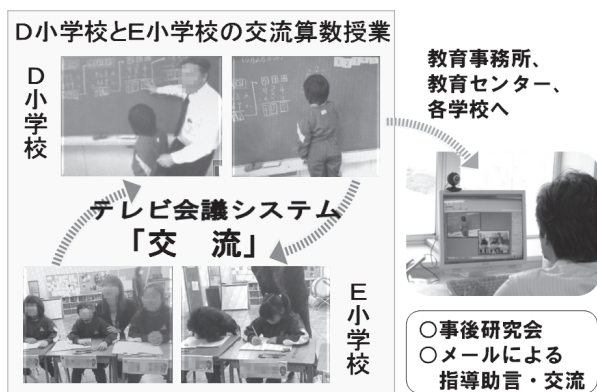 D小学校とE小学校の交流算数授業
D小学校
教育事務所、
教育センター、
各学校へ
テレビ会議システム
「交　流」
E小学校
○事後研究会
○メールによる
指導助言・交流